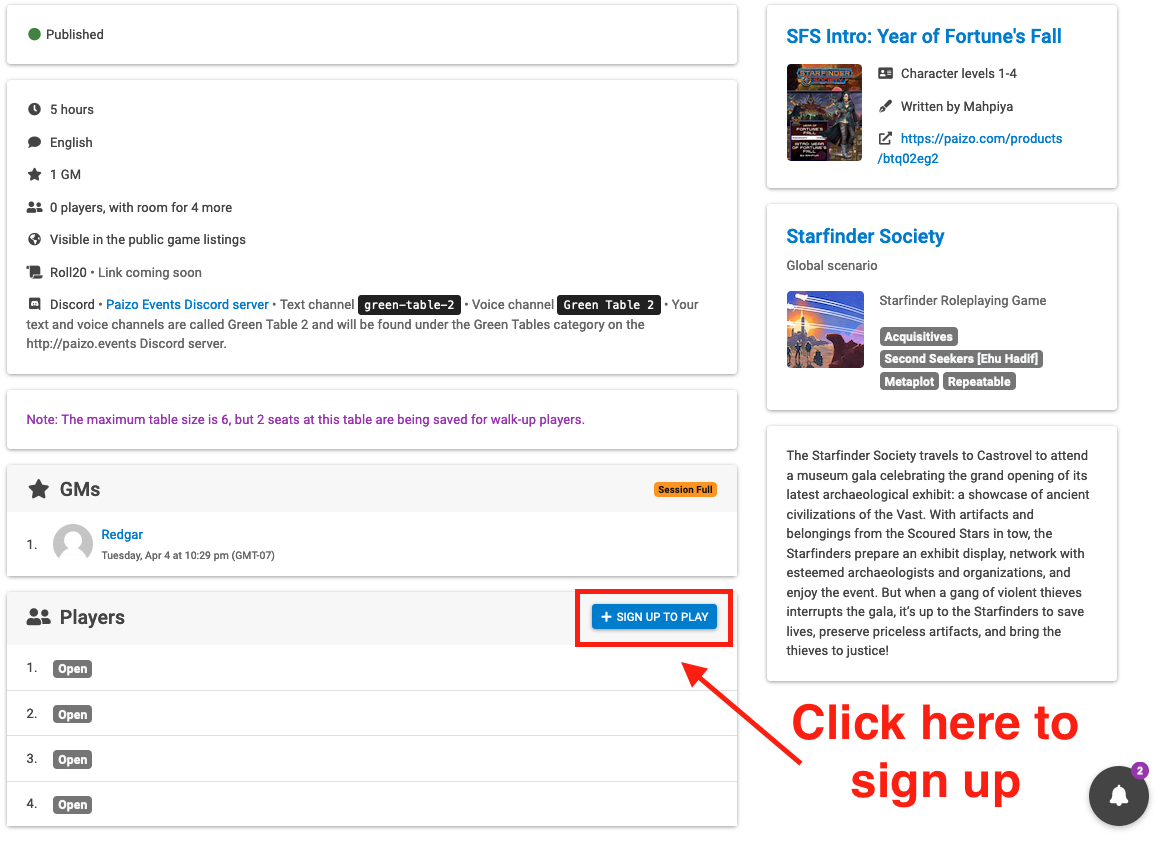 Published
5 hours
English
1 GM
0 players, with room for 4 more
Visible in the public game listings
Roll20 • Link coming soon
Discord • Paizo Events Discord server • Text channel green-table-2 • Voice channel Green Table 2 • Your
text and voice channels are called Green Table 2 and will be found under the Green Tables category on the
http://paizo.events Discord server.
Note: The maximum table size is 6, but 2 seats at this table are being saved for walk-up players.
GMs
Session Full
1.
Redgar
Tuesday, Apr 4 at 10:29 pm (GMT-07)
Players
+ SIGN UP TO PLAY
1. Open
2. Open
3. Open
4. Open
SFS Intro: Year of Fortune's Fall
STARFINDER
SOCIETY
YEAR OF
FORTUNE'S
FALL
INTRO: YEAR
OF FORTUNE'S
FALL
Character levels 1-4
Written by Mahpiya
https://paizo.com/products
/btq02eg2
Starfinder Society
Global scenario
Starfinder Roleplaying Game
Acquisitives
Second Seekers [Ehu Hadif]
Metaplot Repeatable
The Starfinder Society travels to Castrovel to attend
a museum gala celebrating the grand opening of its
latest archaeological exhibit: a showcase of ancient
civilizations of the Vast. With artifacts and
belongings from the Scoured Stars in tow, the
Starfinders prepare an exhibit display, network with
esteemed archaeologists and organizations, and
enjoy the event. But when a gang of violent thieves
interrupts the gala, it’s up to the Starfinders to save
lives, preserve priceless artifacts, and bring the
thieves to justice!
Click here to
sign up
2